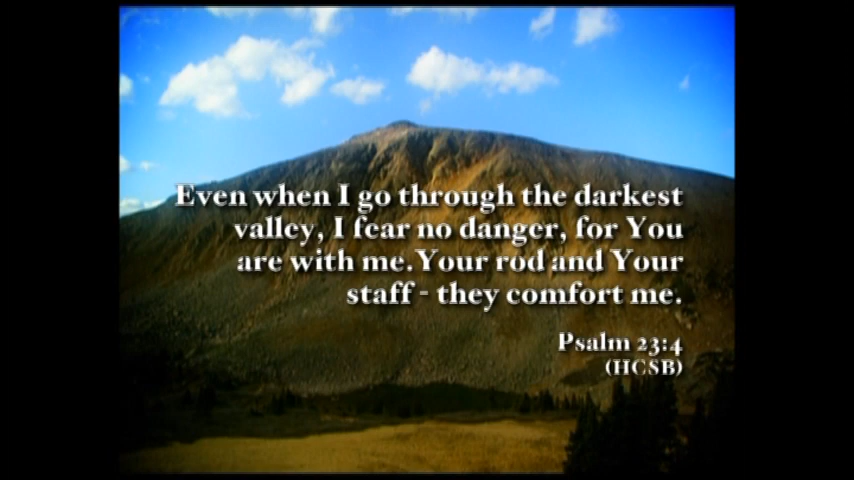 Even when I go through the darkest
valley, I fear no danger, for You
are with me.Your rod and Your
staff - they comfort me.
Psalm 23:4
(HCSB)